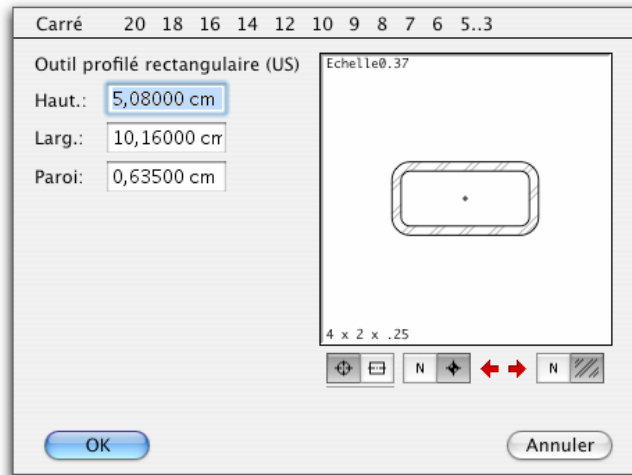 Carré 20 18 16 14 12 10 9 8 7 6 5..3
Outil profilé rectangulaire (US)
Haut.: 5,08000 cm
Larg.: 10,16000 cm
Paroi: 0,63500 cm
Echelle0.37
4 x 2 x .25
N N
OK Annuler